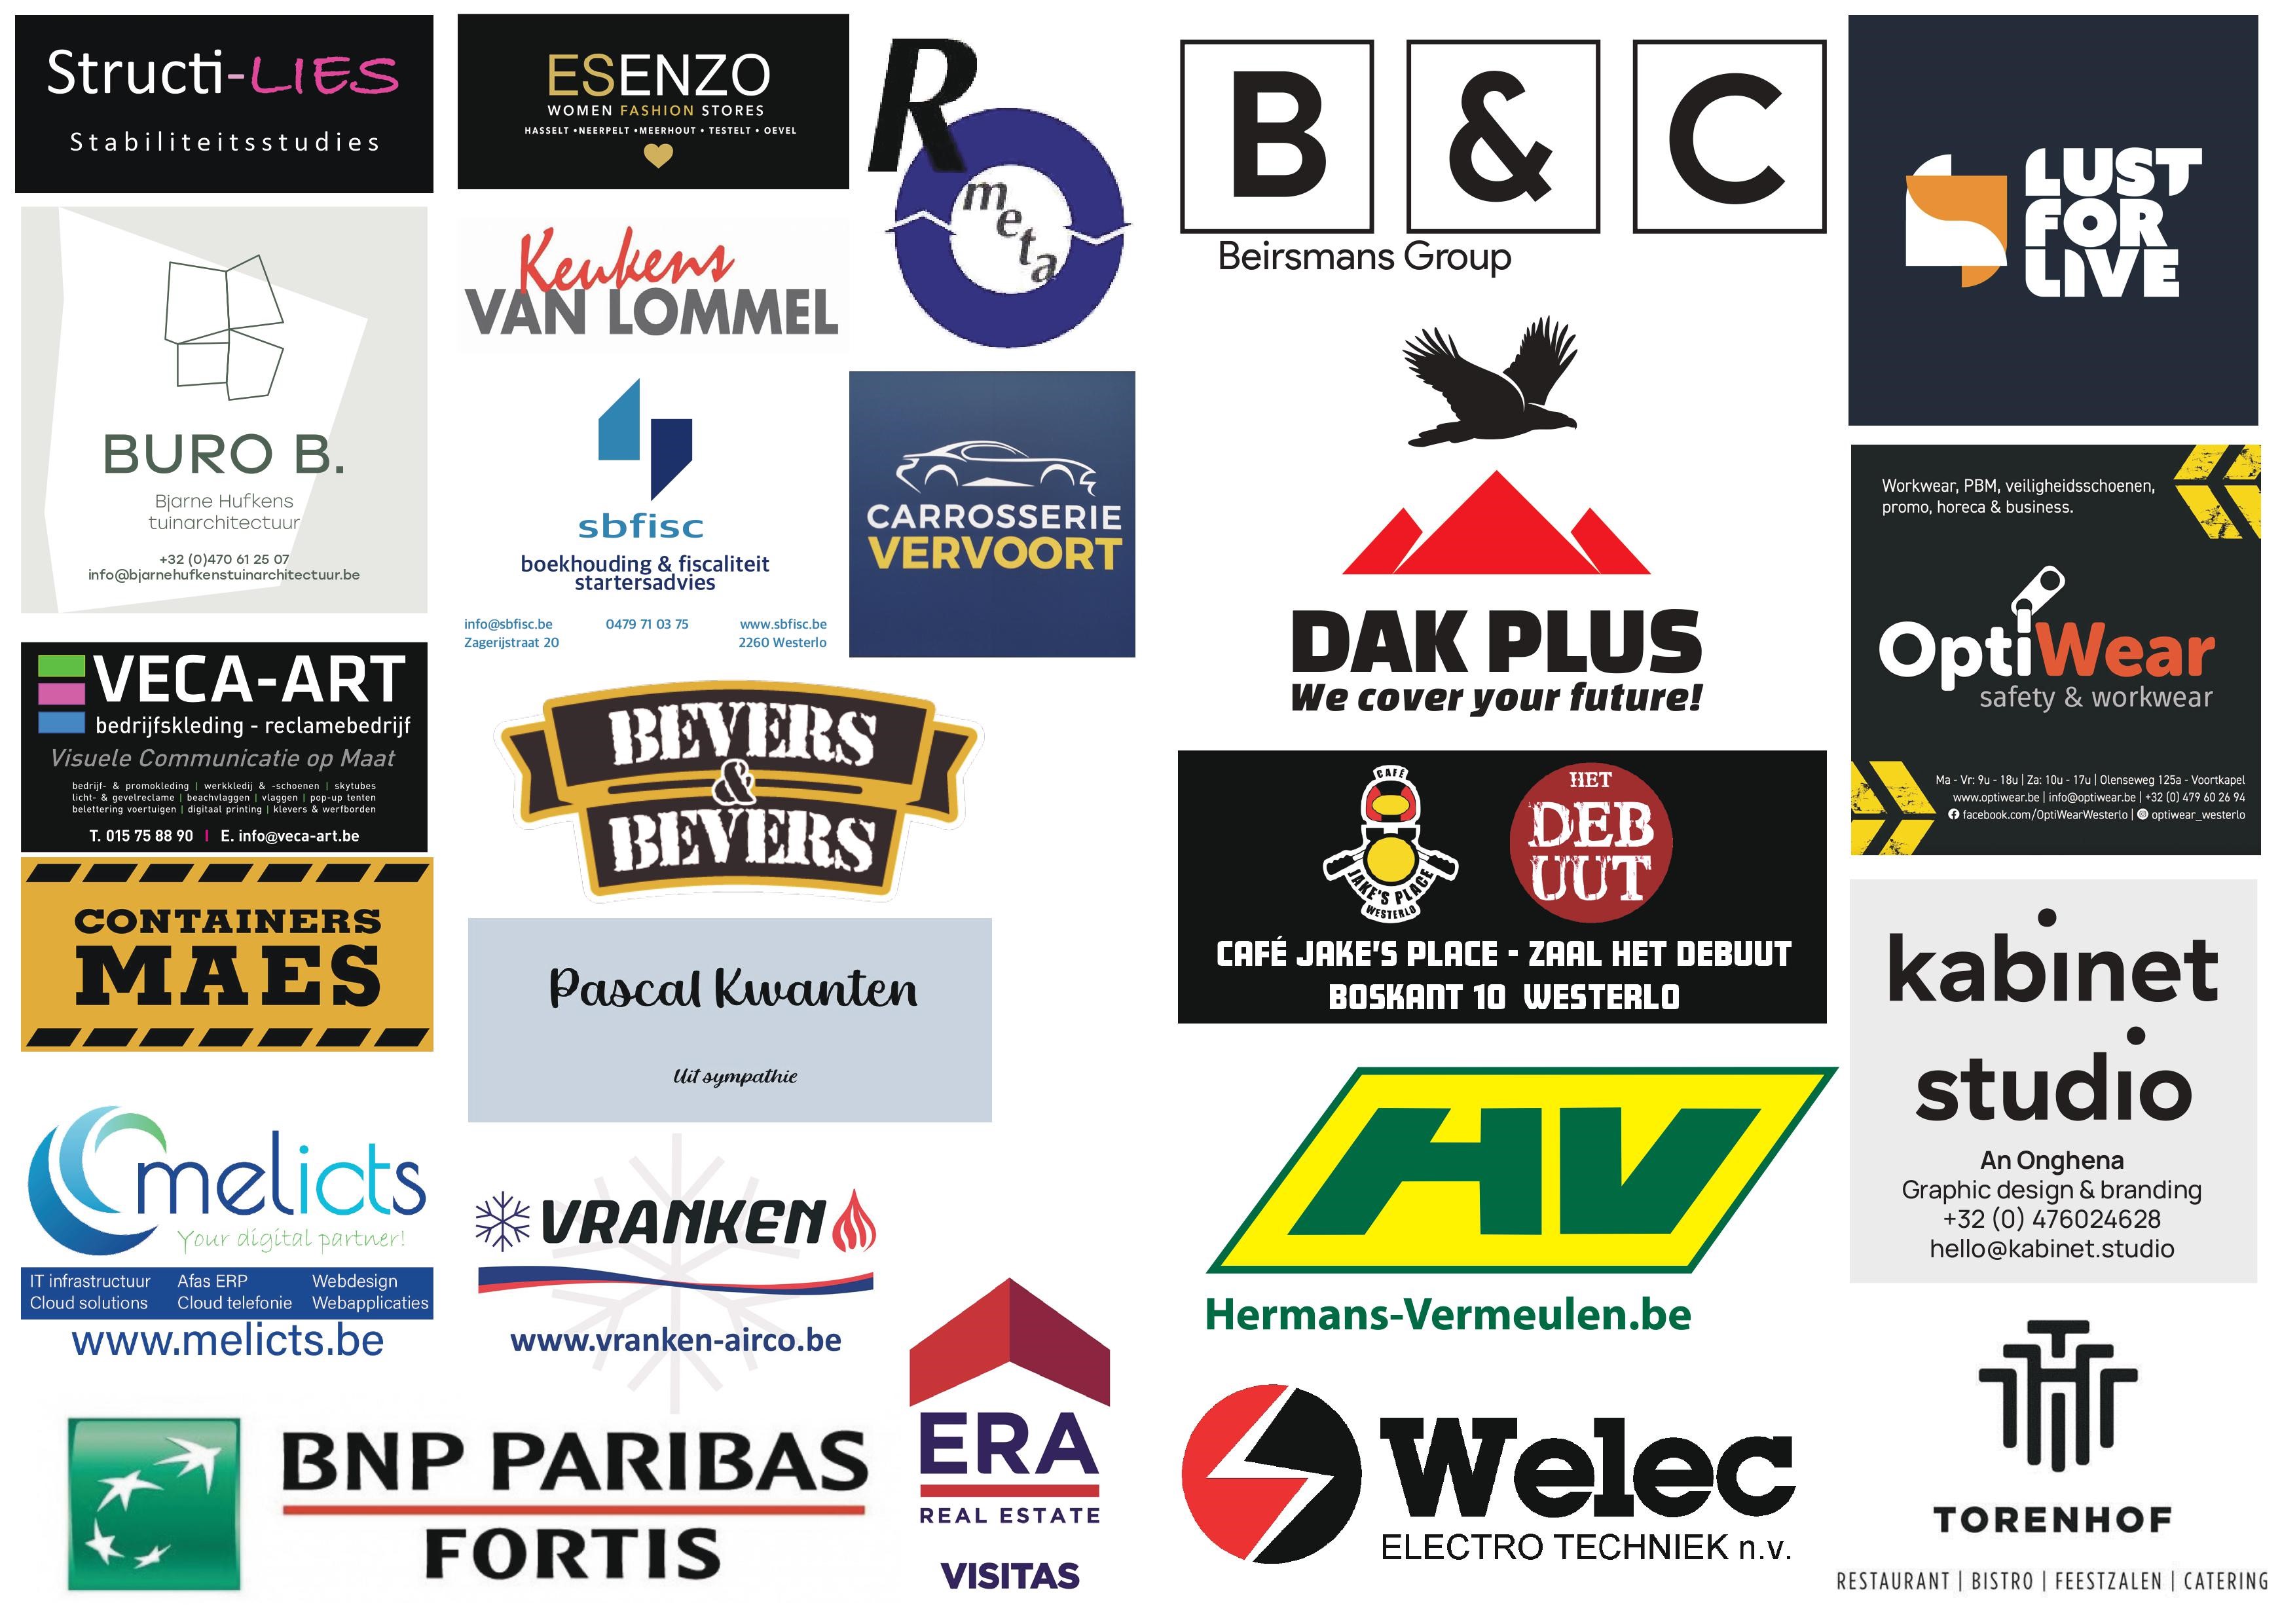 Structi-LIES
Stabiliteitsstudies
ESENZO
WOMEN FASHION STORES
HASSELT •NEERPELT •MEERHOUT • TESTELT • OEVEL
R
meta
B & C
Beirsmans Group
LUST
FOR
LIVE
BURO B.
Bjarne Hufkens
tuinarchitectuur
+32 (0)470 61 25 07
info@bjarnehufkenstuinarchitectuur.be
Keukens
VAN LOMMEL
sbfisc
boekhouding & fiscaliteit
startersadvies
info@sbfisc.be 0479 71 03 75 www.sbfisc.be
Zagerijstraat 20 2260 Westerlo
CARROSSERIE
VERVOORT
DAK PLUS
We cover your future!
Workwear, PBM, veiligheidsschoenen,
promo, horeca & business.
OptiWear
safety & workwear
Ma - Vr: 9u - 18u | Za: 10u - 17u | Olenseweg 125a - Voortkapel
www.optiwear.be | info@optiwear.be | +32 (0) 479 60 26 94
facebook.com/OptiWearWesterlo | optiwear_westerlo
VECA-ART
bedrijfskleding - reclamebedrijf
Visuele Communicatie op Maat
bedrijf- & promokleding | werkkledij & -schoenen | skytubes
licht- & gevelreclame | beachvlaggen | vlaggen | pop-up tenten
belettering voertuigen | digitaal printing | klevers & werfborden
T. 015 75 88 90 | E. info@veca-art.be
BEVERS
&
BEVERS
CAFÉ
JAKE'S PLACE
WESTERLO
HET
DEB
UUT
CAFÉ JAKE'S PLACE - ZAAL HET DEBUUT
BOSKANT 10 WESTERLO
CONTAINERS
MAES
Pascal Kwanten
Uit sympathie
kabinet
studio
An Onghena
Graphic design & branding
+32 (0) 476024628
hello@kabinet.studio
melicts
Your digital partner!
IT infrastructuur Afas ERP Webdesign
Cloud solutions Cloud telefonie Webapplicaties
www.melicts.be
VRANKEN
www.vranken-airco.be
HV
Hermans-Vermeulen.be
BNP PARIBAS
FORTIS
ERA
REAL ESTATE
VISITAS
Welec
ELECTRO TECHNIEK n.v.
TORENHOF
RESTAURANT | BISTRO | FEESTZALEN | CATERING